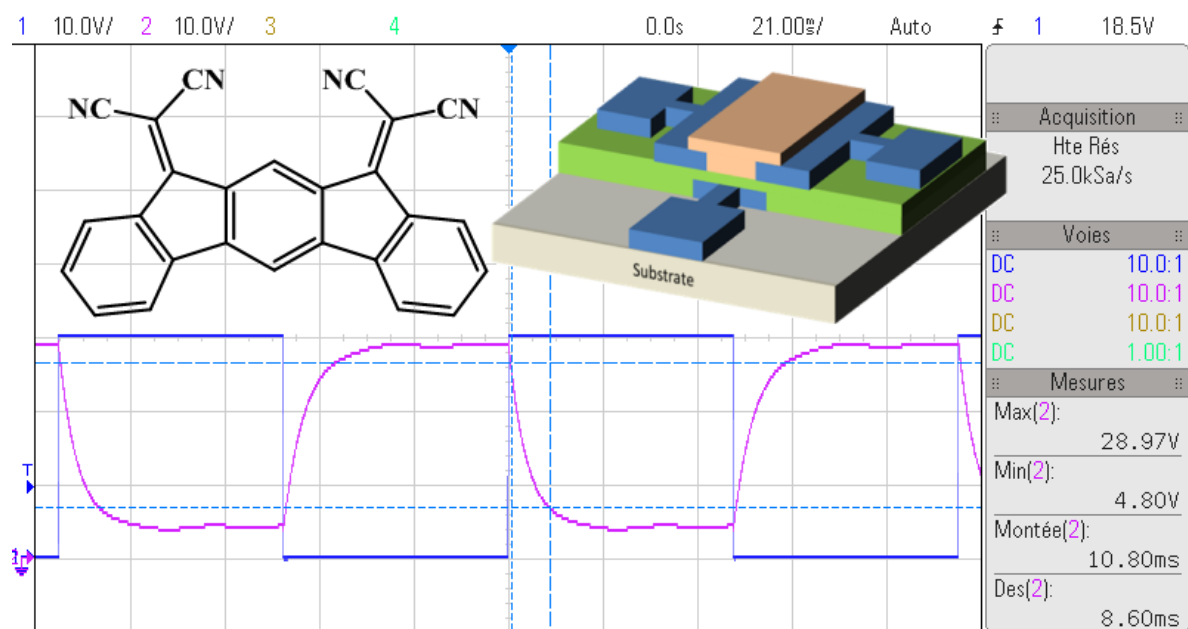 1 10.0V/ 2 10.0V/ 3 4 0.0s 21.00ms/ Auto 1 18.5V
CN NC
NC CN
Substrate
T
Acquisition
Hte Rés
25.0kSa/s
Voies
DC 10.0:1
DC 10.0:1
DC 10.0:1
DC 1.00:1
Mesures
Max(2):
28.97V
Min(2):
4.80V
Montée(2):
10.80ms
Des(2):
8.60ms